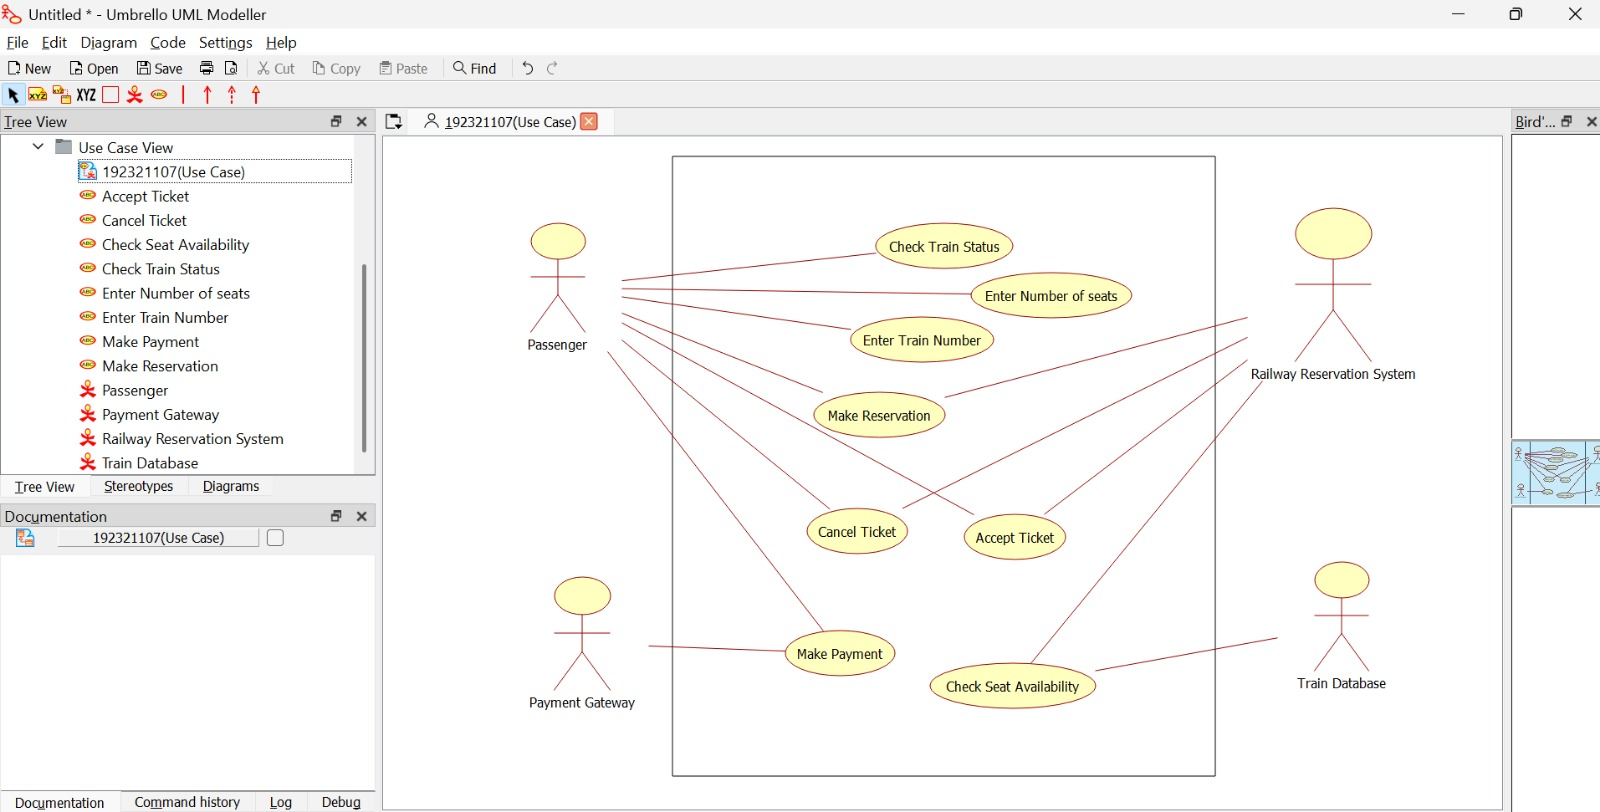 Untitled * - Umbrello UML Modeller
File Edit Diagram Code Settings Help
New Open Save Cut Copy Paste Find
XYZ XYZ XYZ ABC
Tree View
192321107(Use Case)
Bird'...
Use Case View
192321107(Use Case)
Accept Ticket
Cancel Ticket
Check Seat Availability
Check Train Status
Enter Number of seats
Enter Train Number
Make Payment
Make Reservation
Passenger
Payment Gateway
Railway Reservation System
Train Database
Tree View Stereotypes Diagrams
Documentation
192321107(Use Case)
Documentation Command history Log Debug
Check Train Status
Enter Number of seats
Enter Train Number
Passenger
Railway Reservation System
Make Reservation
Cancel Ticket
Accept Ticket
Make Payment
Check Seat Availability
Train Database
Payment Gateway